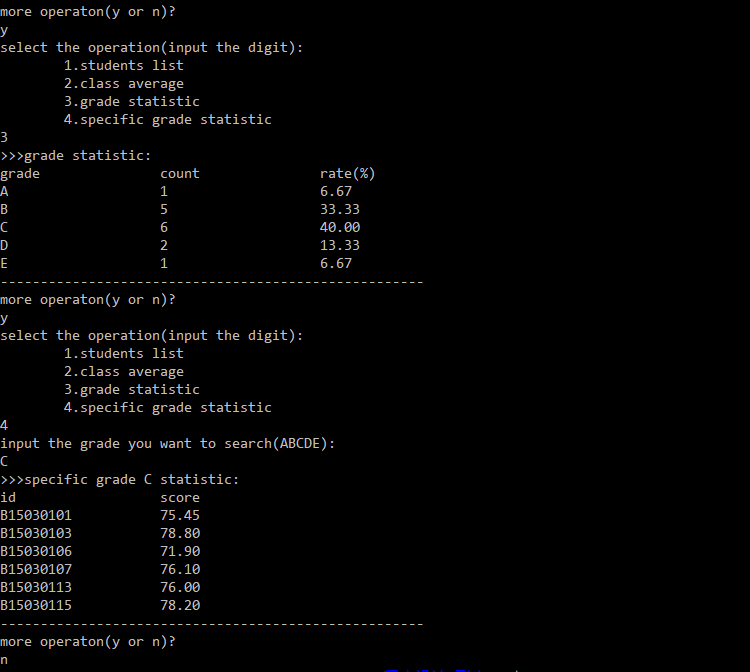 more operaton(y or n)?
y
select the operation(input the digit):
1.students list
2.class average
3.grade statistic
4.specific grade statistic
3
>>>grade statistic:
grade count rate(%)
A 1 6.67
B 5 33.33
C 6 40.00
D 2 13.33
E 1 6.67
-----------------------------------------------------
more operaton(y or n)?
y
select the operation(input the digit):
1.students list
2.class average
3.grade statistic
4.specific grade statistic
4
input the grade you want to search(ABCDE):
C
>>>specific grade C statistic:
id score
B15030101 75.45
B15030103 78.80
B15030106 71.90
B15030107 76.10
B15030113 76.00
B15030115 78.20
-----------------------------------------------------
more operaton(y or n)?
n